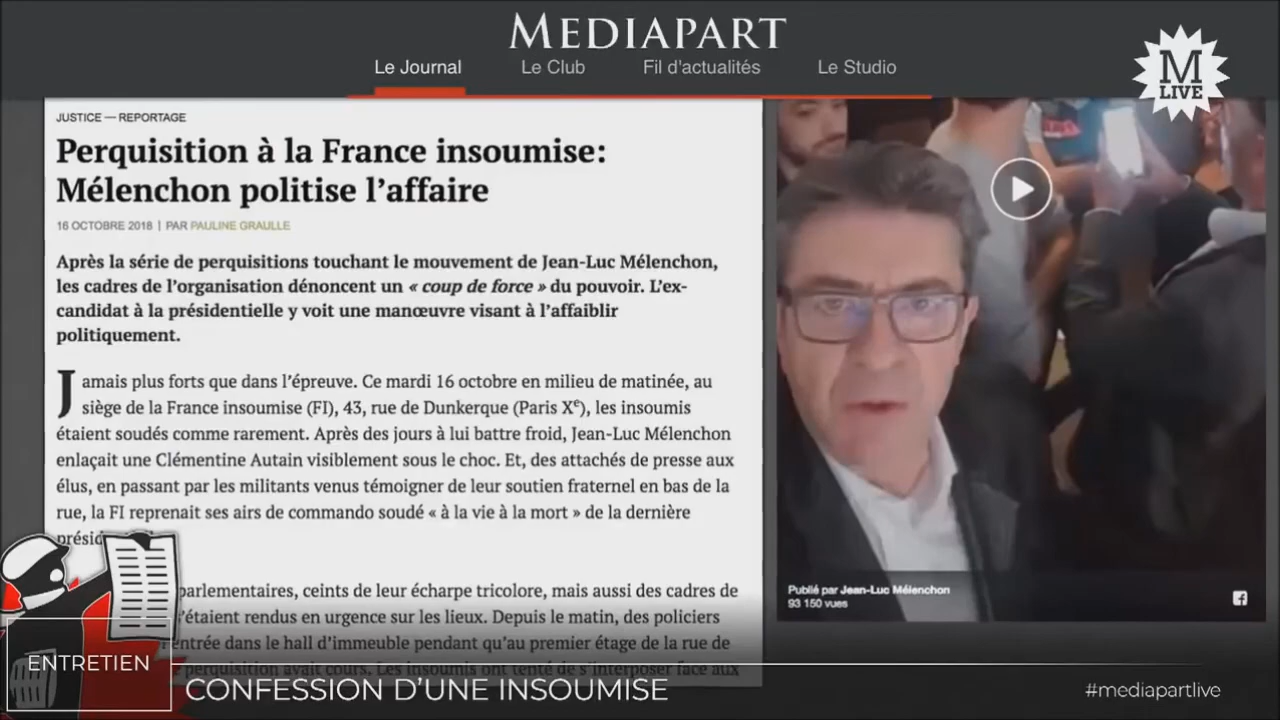 MEDIAPART
Le Journal
Le Club
Fil d'actualités
Le Studio
M
LIVE
JUSTICE — REPORTAGE
Perquisition à la France insoumise:
Mélenchon politise l'affaire
16 OCTOBRE 2018 | PAR PAULINE GRAULLE
Après la série de perquisitions touchant le mouvement de Jean-Luc Mélenchon,
les cadres de l'organisation dénoncent un « coup de force » du pouvoir. L'ex-
candidat à la présidentielle y voit une manœuvre visant à l'affaiblir
politiquement.
Jamais plus forts que dans l'épreuve. Ce mardi 16 octobre en milieu de matinée, au
siège de la France insoumise (FI), 43, rue de Dunkerque (Paris Xe), les insoumis
étaient soudés comme rarement. Après des jours à lui battre froid, Jean-Luc Mélenchon
enlaçait une Clémentine Autain visiblement sous le choc. Et, des attachés de presse aux
élus, en passant par les militants venus témoigner de leur soutien fraternel en bas de la
rue, la FI reprenait ses airs de commando soudé « à la vie à la mort » de la dernière
parlementaires, ceints de leur écharpe tricolore, mais aussi des cadres de
s'étaient rendus en urgence sur les lieux. Depuis le matin, des policiers
entrée dans le hall d'immeuble pendant qu'au premier étage de la rue de
perquisition avait cours. Les insoumis ont tenté de s'interposer face aux
Publié par Jean-Luc Mélenchon
93 150 vues
ENTRETIEN
CONFESSION D'UNE INSOUMISE
#mediapartlive